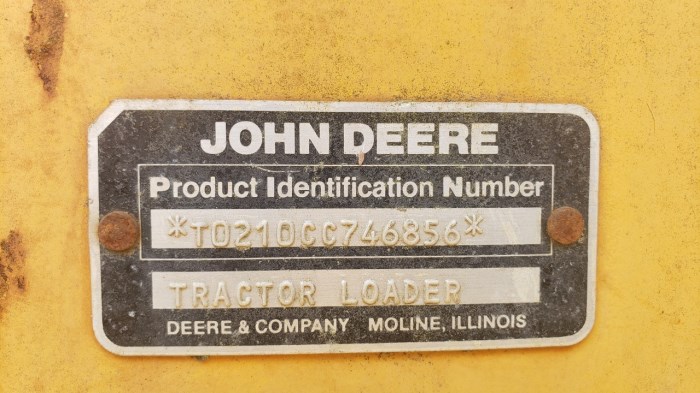 JOHN DEERE
Product Identification Number
*T0210CC746856*
TRACTOR LOADER
DEERE & COMPANY MOLINE, ILLINOIS